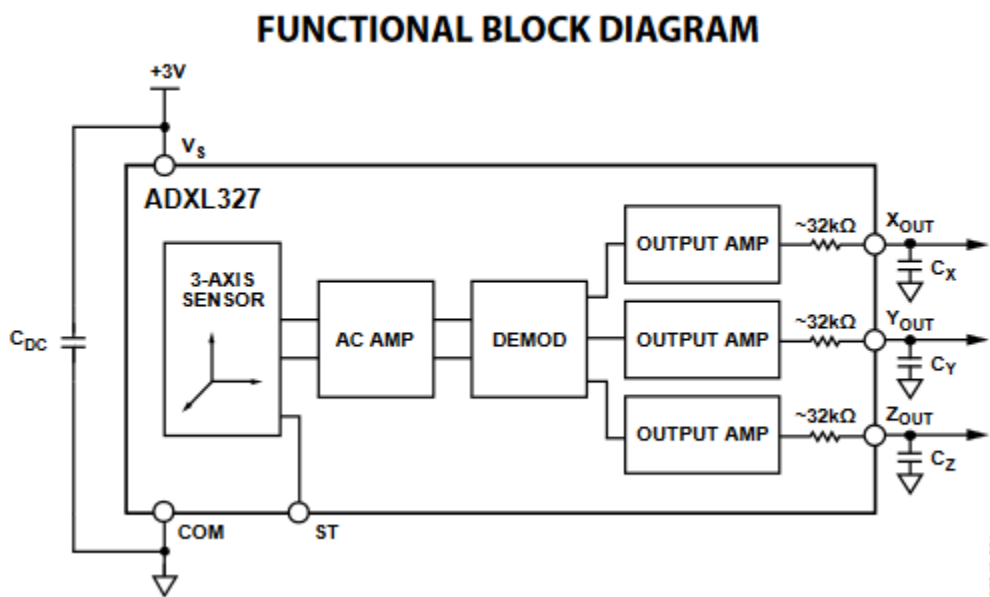 FUNCTIONAL BLOCK DIAGRAM
+3V
VS
ADXL327
3-AXIS
SENSOR
AC AMP
DEMOD
OUTPUT AMP
~32kΩ
XOUT
CX
OUTPUT AMP
~32kΩ
YOUT
CY
OUTPUT AMP
~32kΩ
ZOUT
CZ
CDC
COM
ST